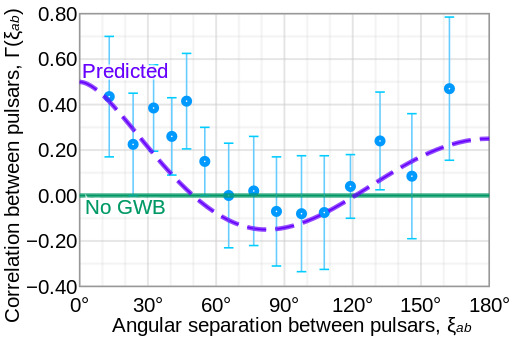 Correlation between pulsars, Γ(ξab)
0.80
0.60
0.40
0.20
0.00
−0.20
−0.40
Predicted
No GWB
0° 30° 60° 90° 120° 150° 180°
Angular separation between pulsars, ξab